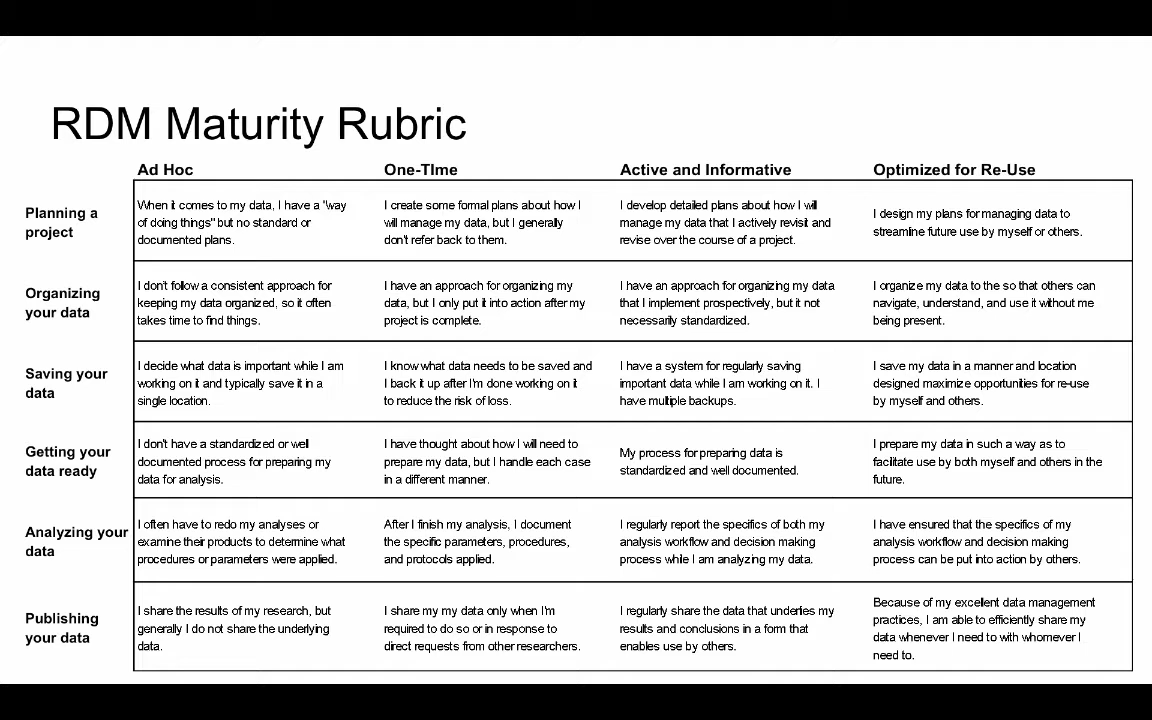 RDM Maturity Rubric
Ad Hoc
One-TIme
Active and Informative
Optimized for Re-Use
Planning a
project
When it comes to my data, I have a "way
of doing things" but no standard or
documented plans.
I create some formal plans about how I
will manage my data, but I generally
don't refer back to them.
I develop detailed plans about how I will
manage my data that I actively revisit and
revise over the course of a project.
I design my plans for managing data to
streamline future use by myself or others.
Organizing
your data
I don't follow a consistent approach for
keeping my data organized, so it often
takes time to find things.
I have an approach for organizing my
data, but I only put it into action after my
project is complete.
I have an approach for organizing my data
that I implement prospectively, but it not
necessarily standardized.
I organize my data to the so that others can
navigate, understand, and use it without me
being present.
Saving your
data
I decide what data is important while I am
working on it and typically save it in a
single location.
I know what data needs to be saved and
I back it up after I'm done working on it
to reduce the risk of loss.
I have a system for regularly saving
important data while I am working on it. I
have multiple backups.
I save my data in a manner and location
designed maximize opportunities for re-use
by myself and others.
Getting your
data ready
I don't have a standardized or well
documented process for preparing my
data for analysis.
I have thought about how I will need to
prepare my data, but I handle each case
in a different manner.
My process for preparing data is
standardized and well documented.
I prepare my data in such a way as to
facilitate use by both myself and others in the
future.
Analyzing your
data
I often have to redo my analyses or
examine their products to determine what
procedures or parameters were applied.
After I finish my analysis, I document
the specific parameters, procedures,
and protocols applied.
I regularly report the specifics of both my
analysis workflow and decision making
process while I am analyzing my data.
I have ensured that the specifics of my
analysis workflow and decision making
process can be put into action by others.
Publishing
your data
I share the results of my research, but
generally I do not share the underlying
data.
I share my my data only when I'm
required to do so or in response to
direct requests from other researchers.
I regularly share the data that underlies my
results and conclusions in a form that
enables use by others.
Because of my excellent data management
practices, I am able to efficiently share my
data whenever I need to with whomever I
need to.